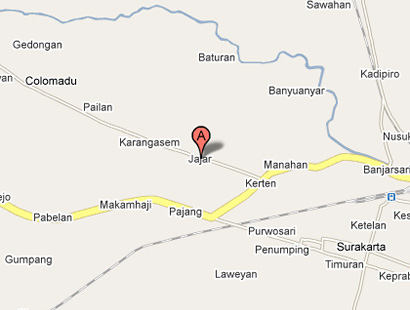 Sawahan
Gedongan
Baturan
Kadipiro
yan
Colomadu
Banyuanyar
Pailan
Nusuk
Karangasem
A
Jajar
Manahan
Banjarsari
Kerten
ejo
Pabelan
Makamhaji
Pajang
Kes
Purwosari
Ketelan
Gumpang
Penumping
Surakarta
Timuran
Laweyan
Keprab